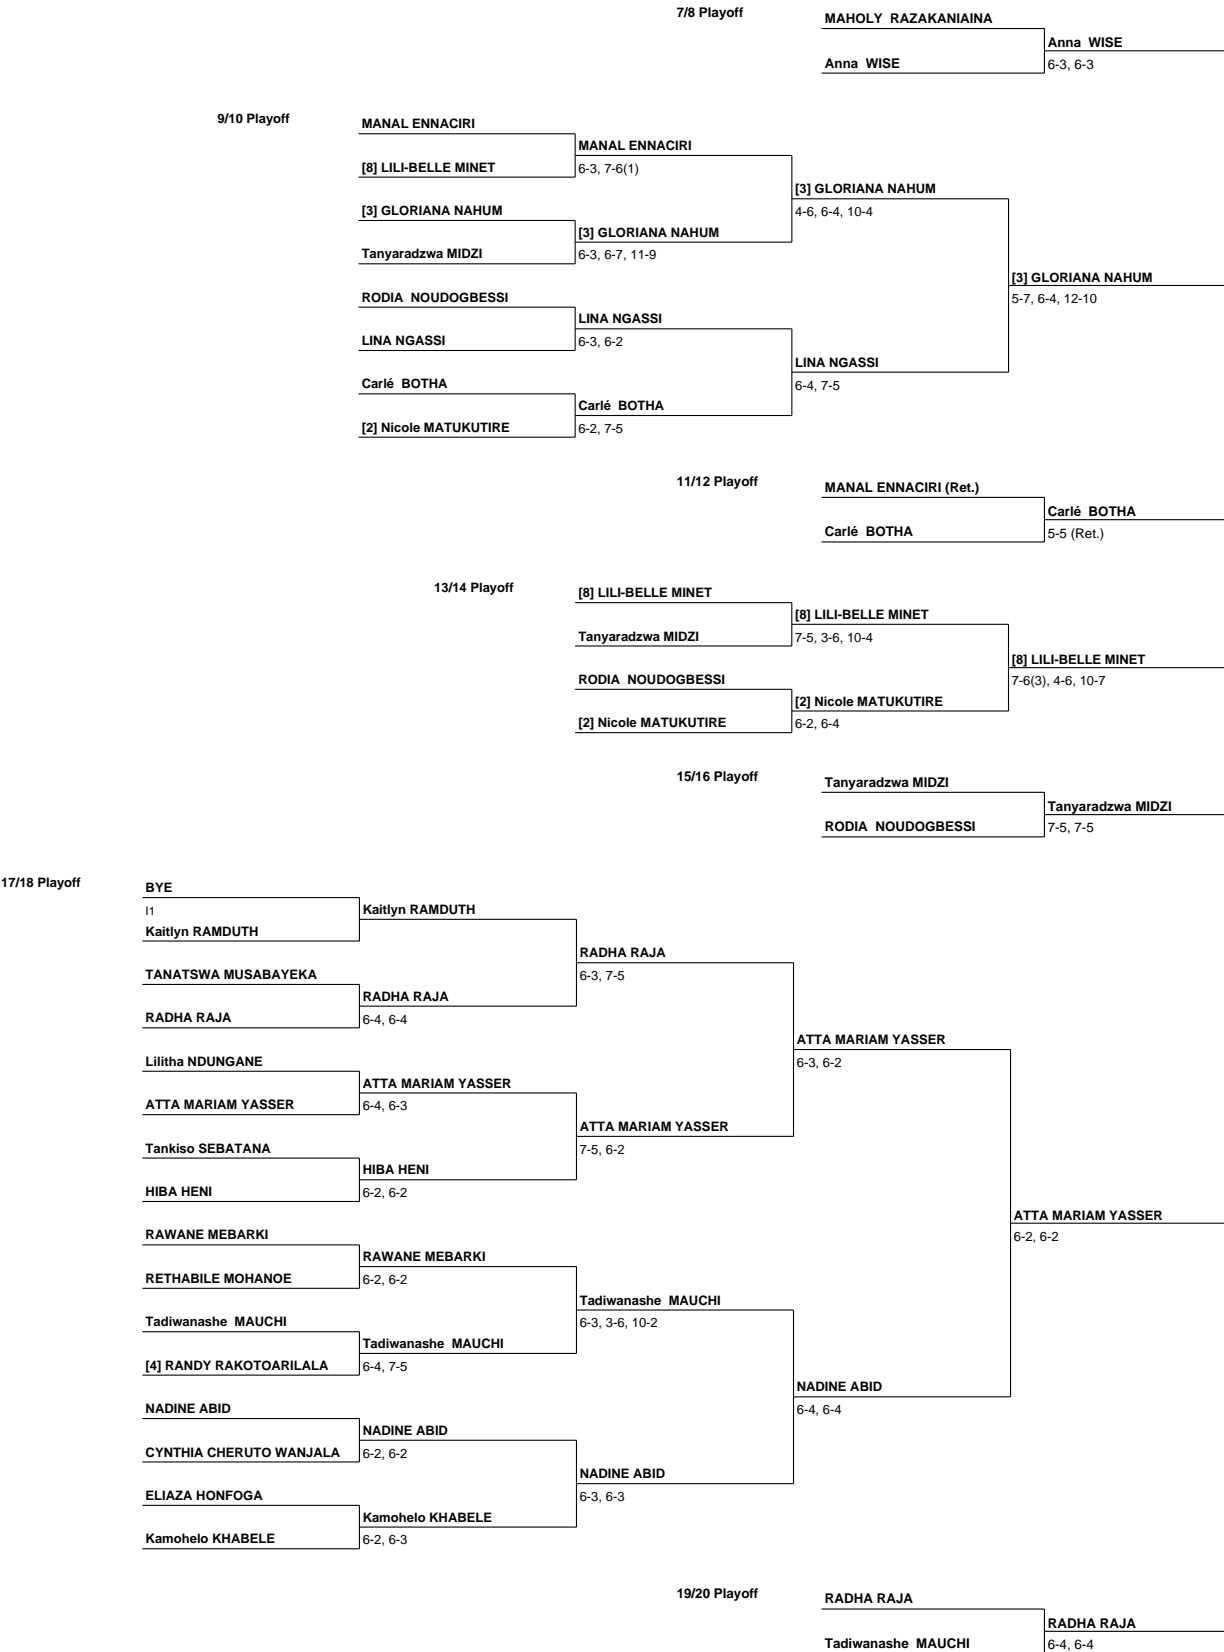 7/8 Playoff
MAHOLY  RAZAKANIAINA
Anna  WISE
Anna  WISE
6-3, 6-3
9/10 Playoff
MANAL ENNACIRI
MANAL ENNACIRI
[8] LILI-BELLE MINET
6-3, 7-6(1)
[3] GLORIANA NAHUM
[3] GLORIANA NAHUM
4-6, 6-4, 10-4
[3] GLORIANA NAHUM
Tanyaradzwa MIDZI
6-3, 6-7, 11-9
[3] GLORIANA NAHUM
RODIA  NOUDOGBESSI
5-7, 6-4, 12-10
LINA NGASSI
LINA NGASSI
6-3, 6-2
LINA NGASSI
Carlé  BOTHA
6-4, 7-5
Carlé  BOTHA
[2] Nicole MATUKUTIRE
6-2, 7-5
11/12 Playoff
MANAL ENNACIRI (Ret.)
Carlé  BOTHA
Carlé  BOTHA
5-5 (Ret.)
13/14 Playoff
[8] LILI-BELLE MINET
[8] LILI-BELLE MINET
Tanyaradzwa MIDZI
7-5, 3-6, 10-4
[8] LILI-BELLE MINET
RODIA  NOUDOGBESSI
7-6(3), 4-6, 10-7
[2] Nicole MATUKUTIRE
[2] Nicole MATUKUTIRE
6-2, 6-4
15/16 Playoff
Tanyaradzwa MIDZI
Tanyaradzwa MIDZI
RODIA  NOUDOGBESSI
7-5, 7-5
17/18 Playoff
BYE
I1
Kaitlyn RAMDUTH
Kaitlyn RAMDUTH
RADHA RAJA
TANATSWA MUSABAYEKA
6-3, 7-5
RADHA RAJA
RADHA RAJA
6-4, 6-4
ATTA MARIAM YASSER
Lilitha NDUNGANE
6-3, 6-2
ATTA MARIAM YASSER
ATTA MARIAM YASSER
6-4, 6-3
ATTA MARIAM YASSER
Tankiso SEBATANA
7-5, 6-2
HIBA HENI
HIBA HENI
6-2, 6-2
ATTA MARIAM YASSER
RAWANE MEBARKI
6-2, 6-2
RAWANE MEBARKI
RETHABILE MOHANOE
6-2, 6-2
Tadiwanashe  MAUCHI
Tadiwanashe  MAUCHI
6-3, 3-6, 10-2
Tadiwanashe  MAUCHI
[4] RANDY RAKOTOARILALA
6-4, 7-5
NADINE ABID
NADINE ABID
6-4, 6-4
NADINE ABID
CYNTHIA CHERUTO WANJALA
6-2, 6-2
NADINE ABID
ELIAZA HONFOGA
6-3, 6-3
Kamohelo KHABELE
Kamohelo KHABELE
6-2, 6-3
19/20 Playoff
RADHA RAJA
RADHA RAJA
Tadiwanashe  MAUCHI
6-4, 6-4